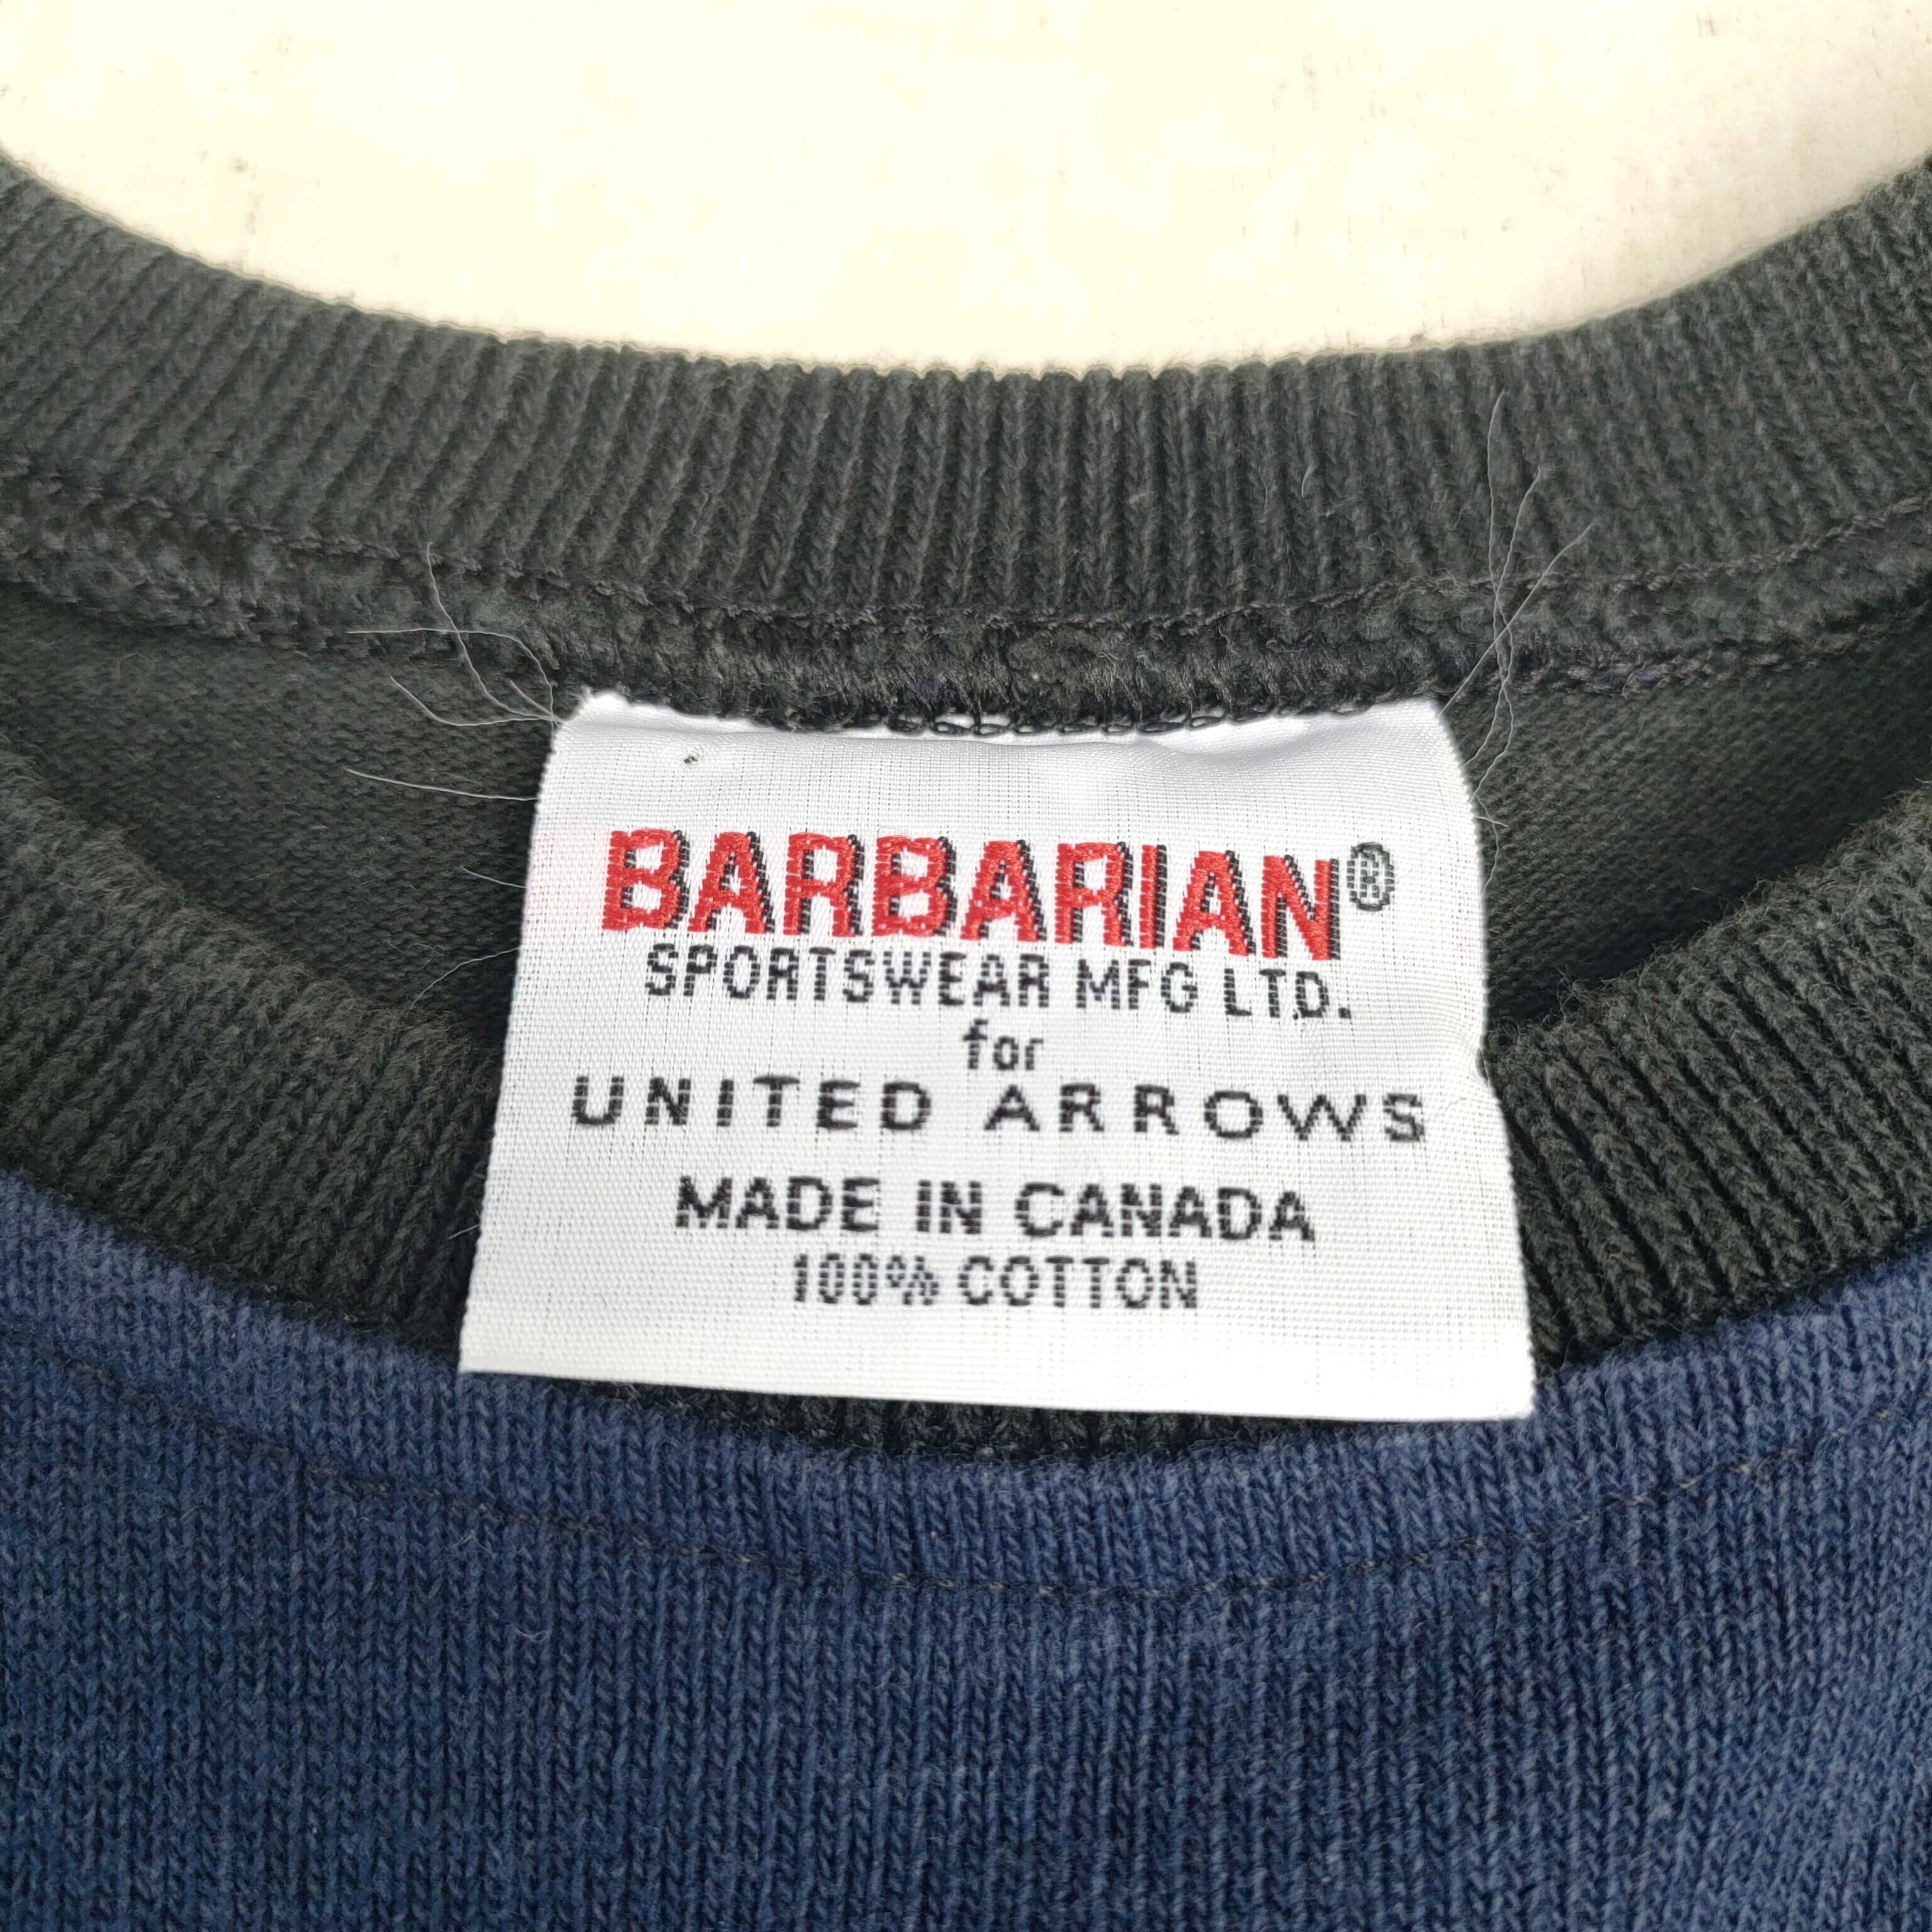 BARBARIAN®
SPORTSWEAR MFG LTD.
for
UNITED ARROWS
MADE IN CANADA
100% COTTON